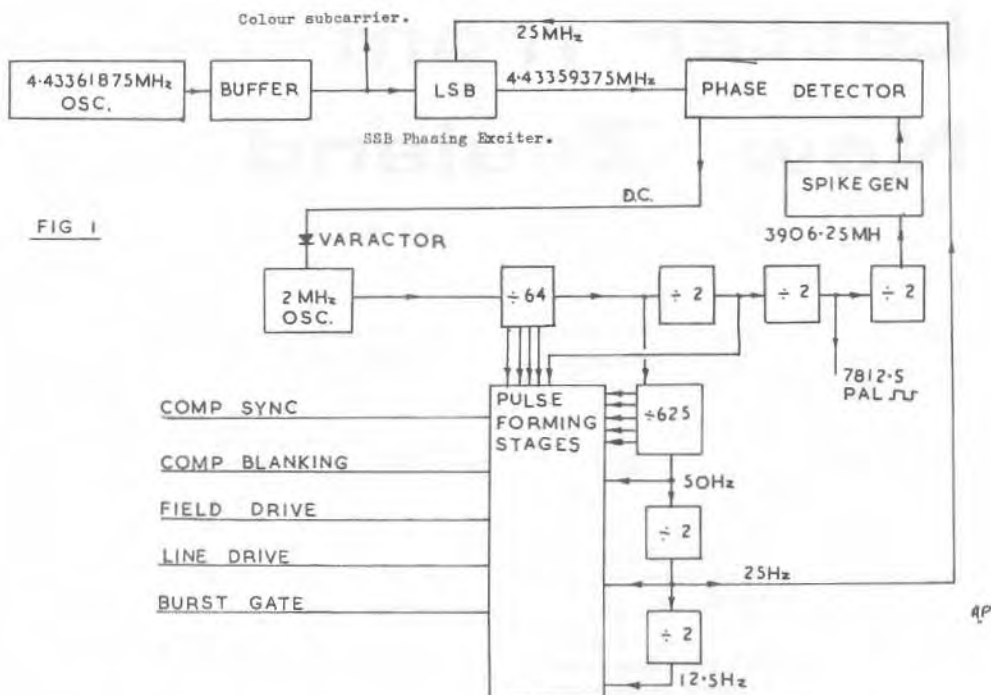 Colour subcarrier.
25MHz
4·43361875MHz
OSC.
BUFFER
LSB
4·43359375MHz
PHASE DETECTOR
SSB Phasing Exciter.
SPIKE GEN
D.C.
FIG 1
VARACTOR
3906·25MH
2 MHz
OSC.
÷64
÷ 2
÷ 2
÷ 2
7812·5
PAL
PULSE
FORMING
STAGES
÷625
COMP SYNC
COMP BLANKING
50Hz
FIELD DRIVE
÷ 2
LINE DRIVE
25Hz
BURST GATE
÷ 2
12·5Hz